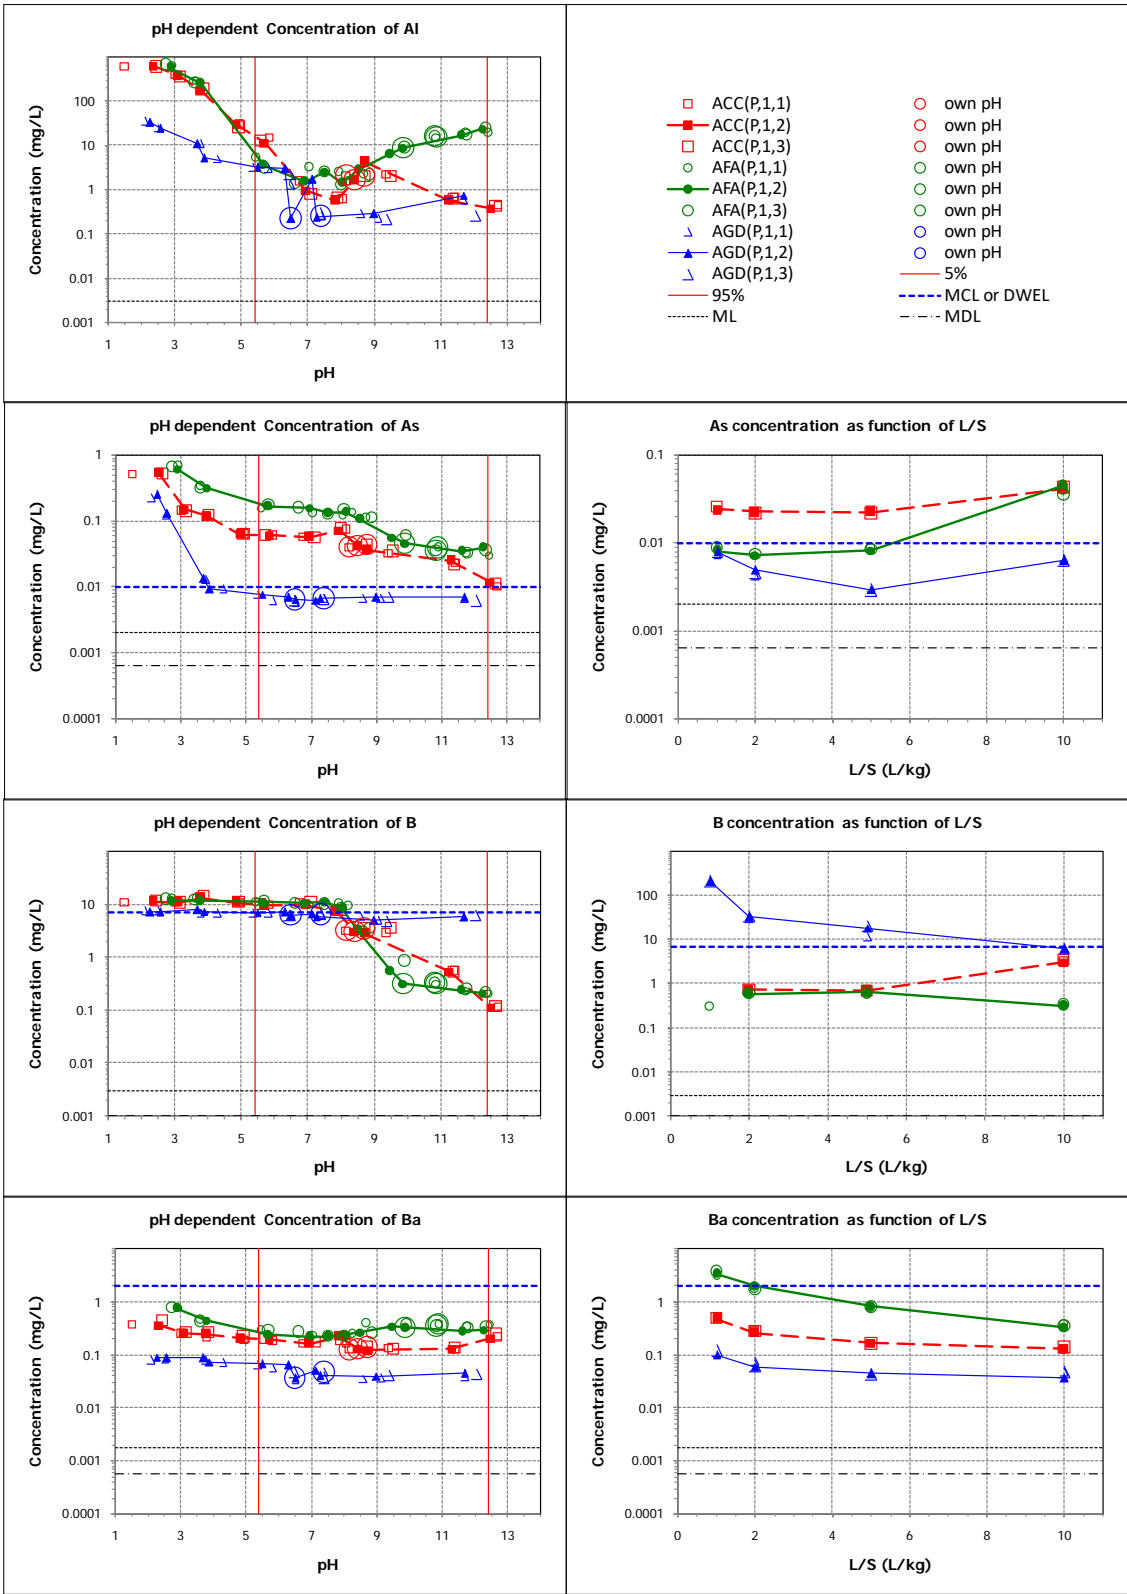 pH dependent Concentration of Al
Concentration (mg/L)
100
10
1
0.1
0.01
0.001
1 3 5 7 9 11 13
pH
ACC(P,1,1) own pH
ACC(P,1,2) own pH
ACC(P,1,3) own pH
AFA(P,1,1) own pH
AFA(P,1,2) own pH
AFA(P,1,3) own pH
AGD(P,1,1) own pH
AGD(P,1,2) own pH
AGD(P,1,3) 5%
95% MCL or DWEL
ML MDL
pH dependent Concentration of As
Concentration (mg/L)
1
0.1
0.01
0.001
0.0001
1 3 5 7 9 11 13
pH
As concentration as function of L/S
Concentration (mg/L)
0.1
0.01
0.001
0.0001
0 2 4 6 8 10
L/S (L/kg)
pH dependent Concentration of B
Concentration (mg/L)
10
1
0.1
0.01
0.001
1 3 5 7 9 11 13
pH
B concentration as function of L/S
Concentration (mg/L)
100
10
1
0.1
0.01
0.001
0 2 4 6 8 10
L/S (L/kg)
pH dependent Concentration of Ba
Concentration (mg/L)
1
0.1
0.01
0.001
0.0001
1 3 5 7 9 11 13
pH
Ba concentration as function of L/S
Concentration (mg/L)
1
0.1
0.01
0.001
0.0001
0 2 4 6 8 10
L/S (L/kg)